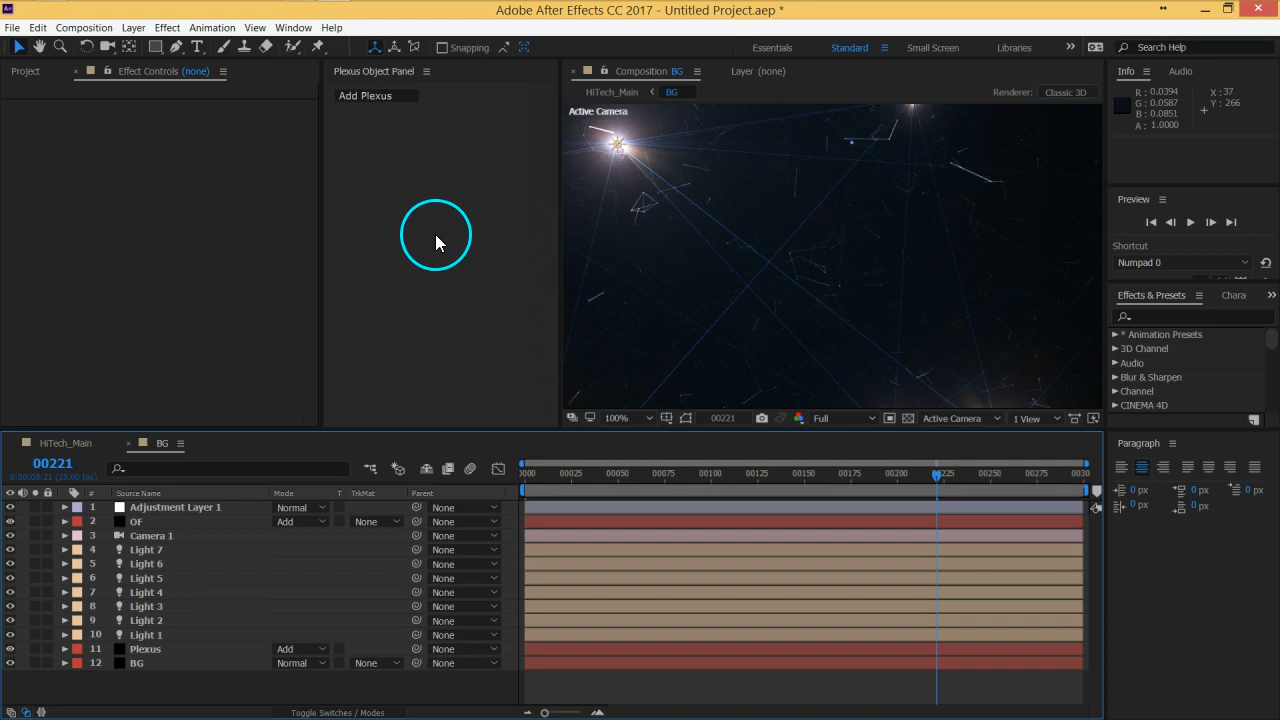 Adobe After Effects CC 2017 - Untitled Project.aep *
File Edit Composition Layer Effect Animation View Window Help
Snapping Essentials Standard Small Screen Libraries Search Help
Project Effect Controls (none) Plexus Object Panel Composition BG Layer (none) Info Audio
Add Plexus
HiTech_Main BG Renderer: Classic 3D
Active Camera
R : 0.0394
G : 0.0587
B : 0.0851
A : 1.0000
X : 37
Y : 266
Preview
Shortcut
Numpad 0
Effects & Presets Chara
* Animation Presets
3D Channel
Audio
Blur & Sharpen
Channel
CINEMA 4D
100% 00221 Full Active Camera 1 View
HiTech_Main BG
Paragraph
00221
0:00:08:21 (25.00 fps)
0000 00025 00050 00075 00100 00125 00150 00175 00200 00225 00250 00275 0030
# Source Name Mode T TrkMat Parent
1 Adjustment Layer 1 Normal None
2 OF Add None None
3 Camera 1 None
4 Light 7 None
5 Light 6 None
6 Light 5 None
7 Light 4 None
8 Light 3 None
9 Light 2 None
10 Light 1 None
11 Plexus Add None
12 BG Normal None None
0 px 0 px 0 px
0 px 0 px
Toggle Switches / Modes